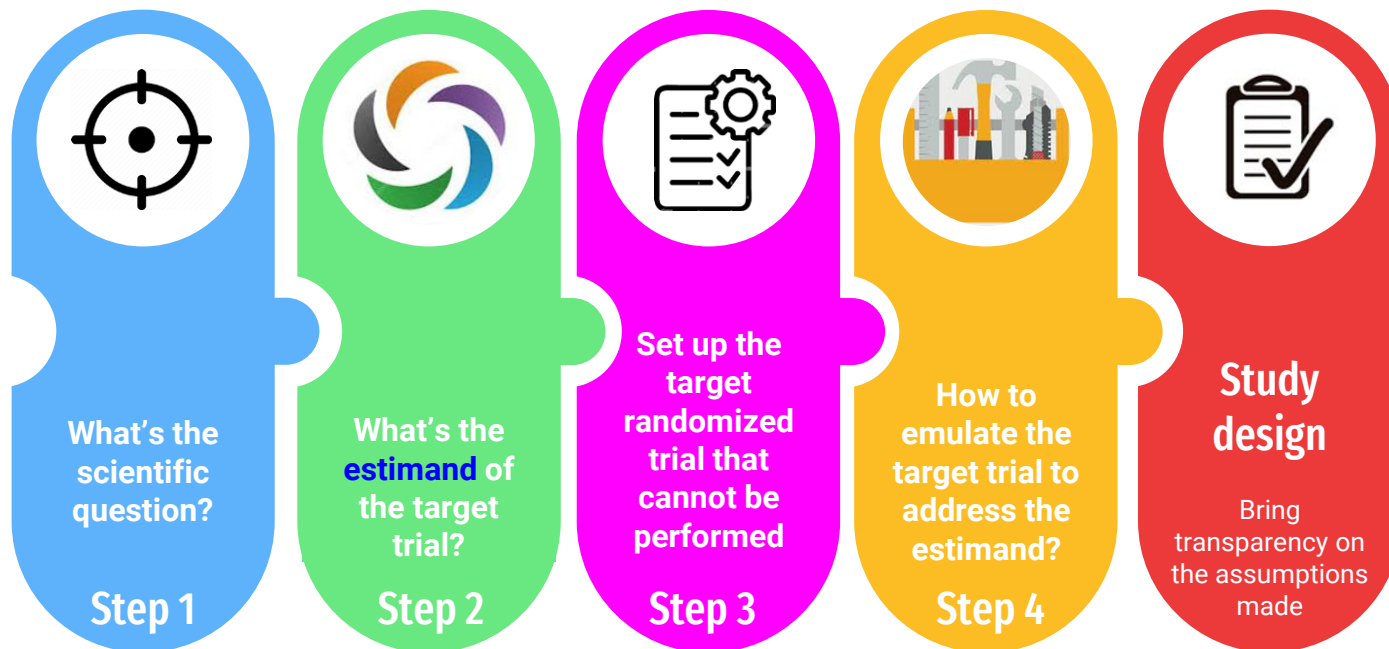 What's the
scientific
question?
Step 1
What's the
estimand of
the target
trial?
Step 2
Set up the
target
randomized
trial that
cannot be
performed
Step 3
How to
emulate the
target trial to
address the
estimand?
Step 4
Study
design
Bring
transparency on
the assumptions
made